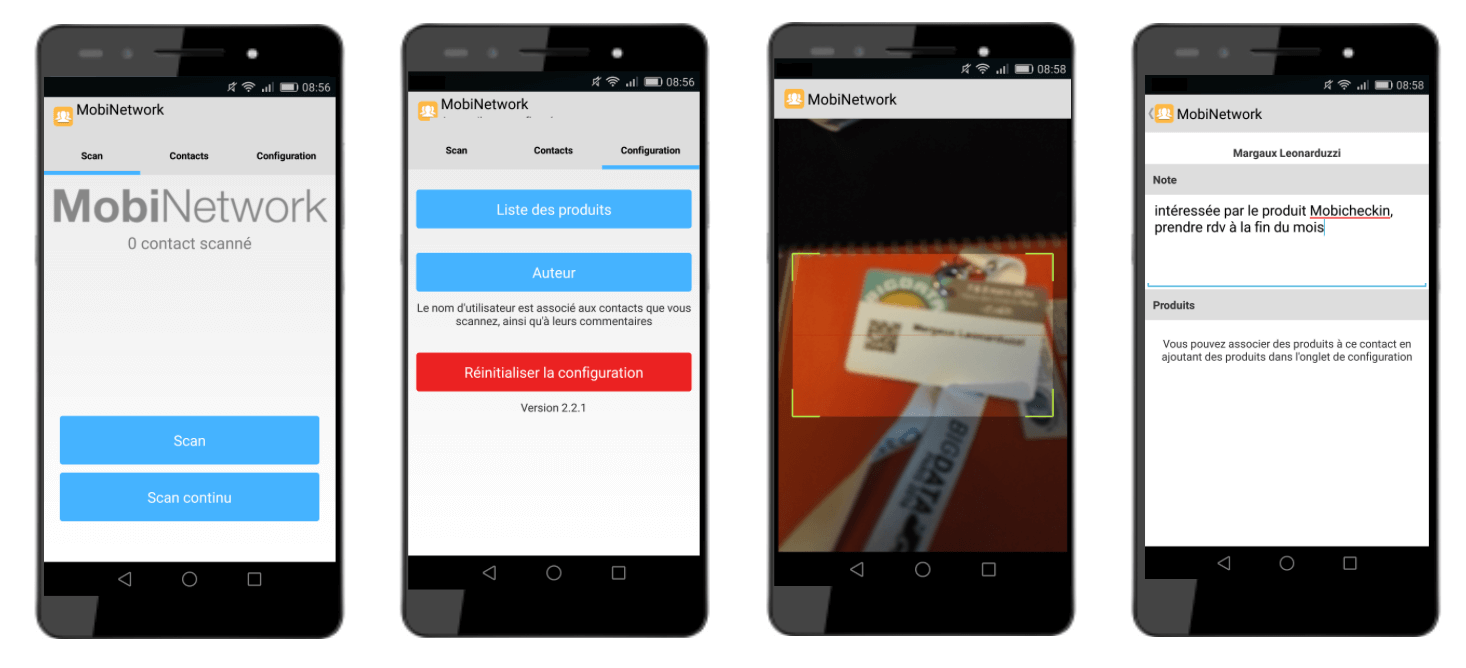 08:56
MobiNetwork
Scan Contacts Configuration
MobiNetwork
0 contact scanné
Scan
Scan continu
08:56
MobiNetwork
Scan Contacts Configuration
Liste des produits
Auteur
Le nom d'utilisateur est associé aux contacts que vous
scannez, ainsi qu'à leurs commentaires
Réinitialiser la configuration
Version 2.2.1
08:58
MobiNetwork
BIGDATA
Margaux Leonarduzzi
BIGDATA
08:58
MobiNetwork
Margaux Leonarduzzi
Note
intéressée par le produit Mobicheckin,
prendre rdv à la fin du mois
Produits
Vous pouvez associer des produits à ce contact en
ajoutant des produits dans l'onglet de configuration